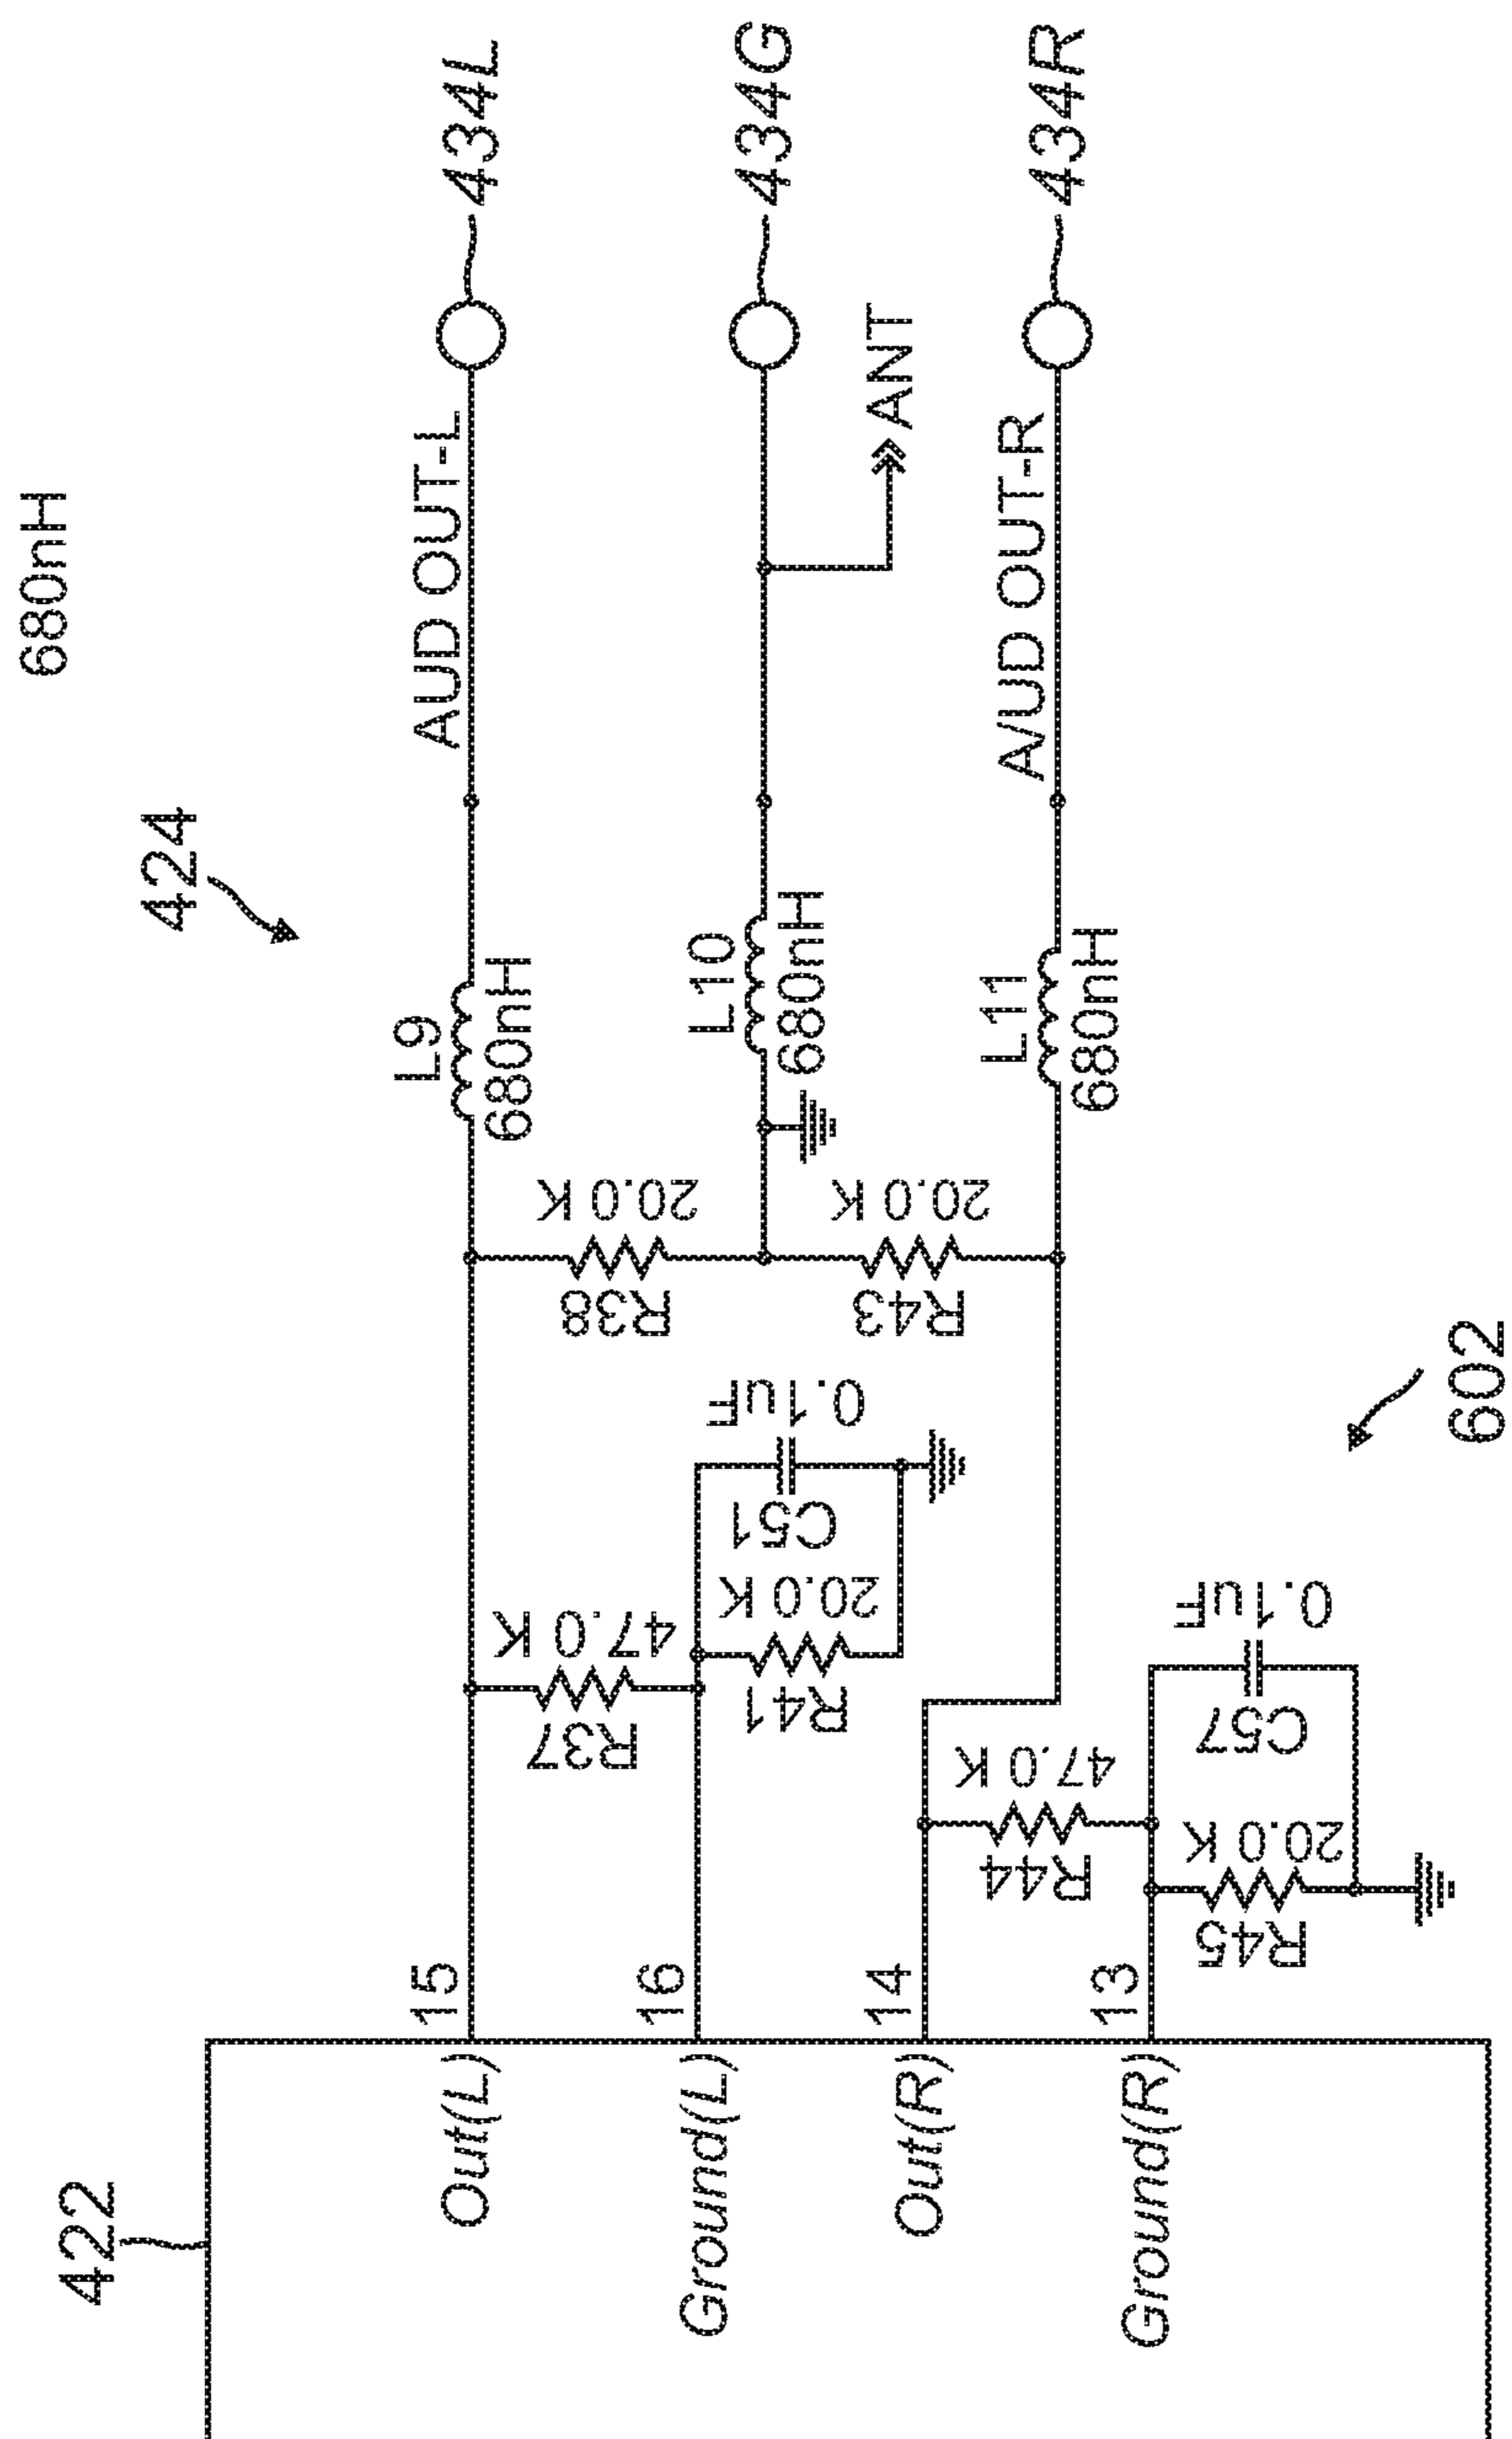 680nH
424
422
602
Out(L)
15
Ground(L)
16
Out(R)
14
Ground(R)
13
R37
47.0 K
R41
20.0 K
C51
0.1uF
R44
47.0 K
R45
20.0 K
C57
0.1uF
R38
20.0 K
R43
20.0 K
L9
680nH
L10
680nH
L11
680nH
AUD OUT-L
ANT
A/UD OUT-R
434L
434G
434R